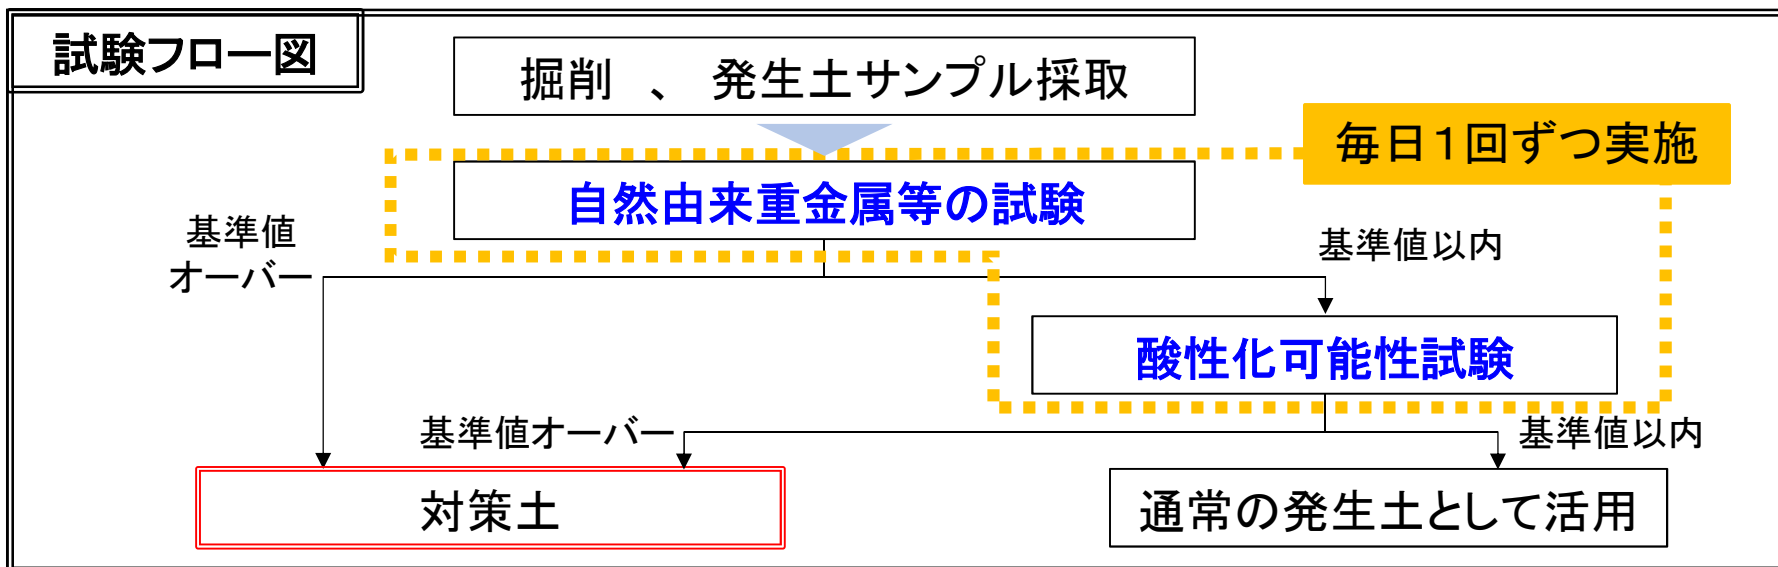 試験フロー図
掘削 、 発生土サンプル採取
毎日1回ずつ実施
自然由来重金属等の試験
基準値
オーバー
基準値以内
酸性化可能性試験
基準値オーバー
基準値以内
対策土
通常の発生土として活用